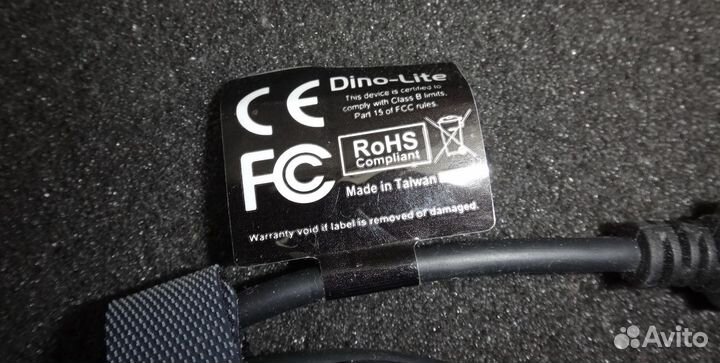 CE
Dino-Lite
This device is certified to
comply with Class B limits.
Part 15 of FCC rules.
FC
RoHS
Compliant
Made in Taiwan
Warranty void if label is removed or damaged.
Avito